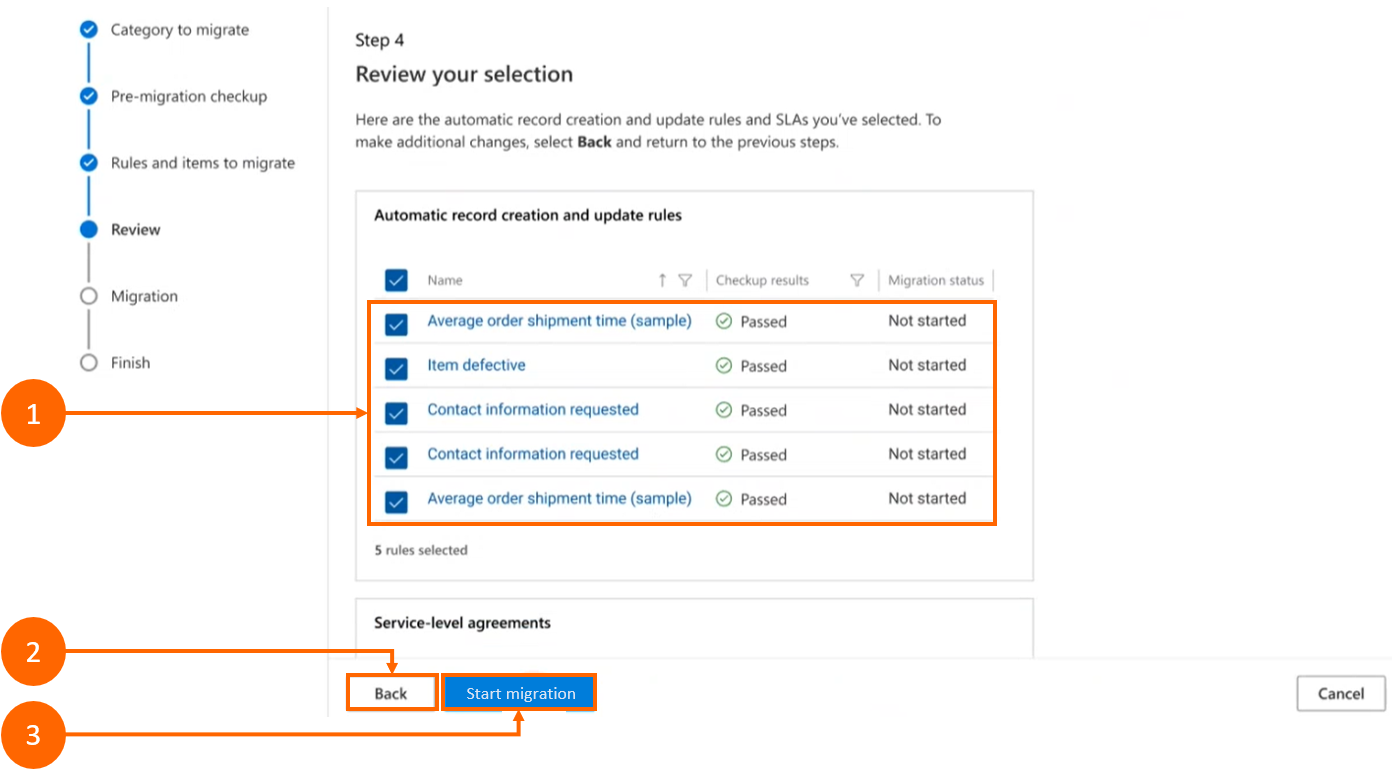 Category to migrate
Pre-migration checkup
Rules and items to migrate
Review
Migration
Finish
Step 4
Review your selection
Here are the automatic record creation and update rules and SLAs you've selected. To
make additional changes, select Back and return to the previous steps.
Automatic record creation and update rules
Name Checkup results Migration status
Average order shipment time (sample) Passed Not started
Item defective Passed Not started
Contact information requested Passed Not started
Contact information requested Passed Not started
Average order shipment time (sample) Passed Not started
5 rules selected
Service-level agreements
Back Start migration Cancel
1
2
3